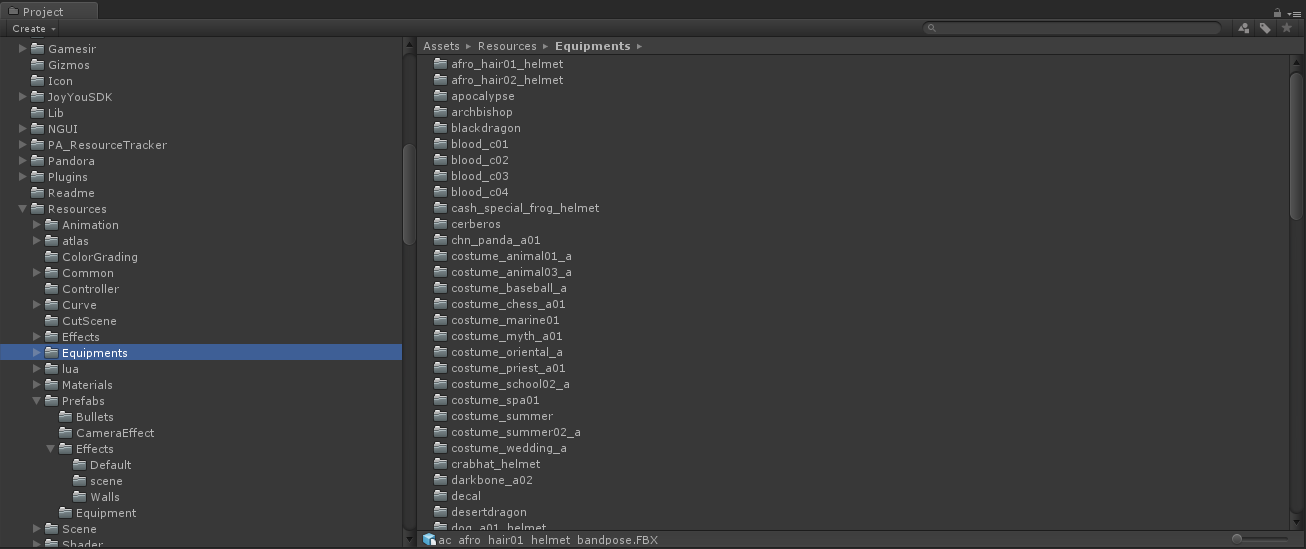 Project
Create
Gamesir
Gizmos
Icon
JoyYouSDK
Lib
NGUI
PA_ResourceTracker
Pandora
Plugins
Readme
Resources
Animation
atlas
ColorGrading
Common
Controller
Curve
CutScene
Effects
Equipments
lua
Materials
Prefabs
Bullets
CameraEffect
Effects
Default
scene
Walls
Equipment
Scene
Shader
Assets ▸ Resources ▸ Equipments ▸
afro_hair01_helmet
afro_hair02_helmet
apocalypse
archbishop
blackdragon
blood_c01
blood_c02
blood_c03
blood_c04
cash_special_frog_helmet
cerberos
chn_panda_a01
costume_animal01_a
costume_animal03_a
costume_baseball_a
costume_chess_a01
costume_marine01
costume_myth_a01
costume_oriental_a
costume_priest_a01
costume_school02_a
costume_spa01
costume_summer
costume_summer02_a
costume_wedding_a
crabhat_helmet
darkbone_a02
decal
desertdragon
dog_a01_helmet
ac_afro_hair01_helmet_bandpose.FBX